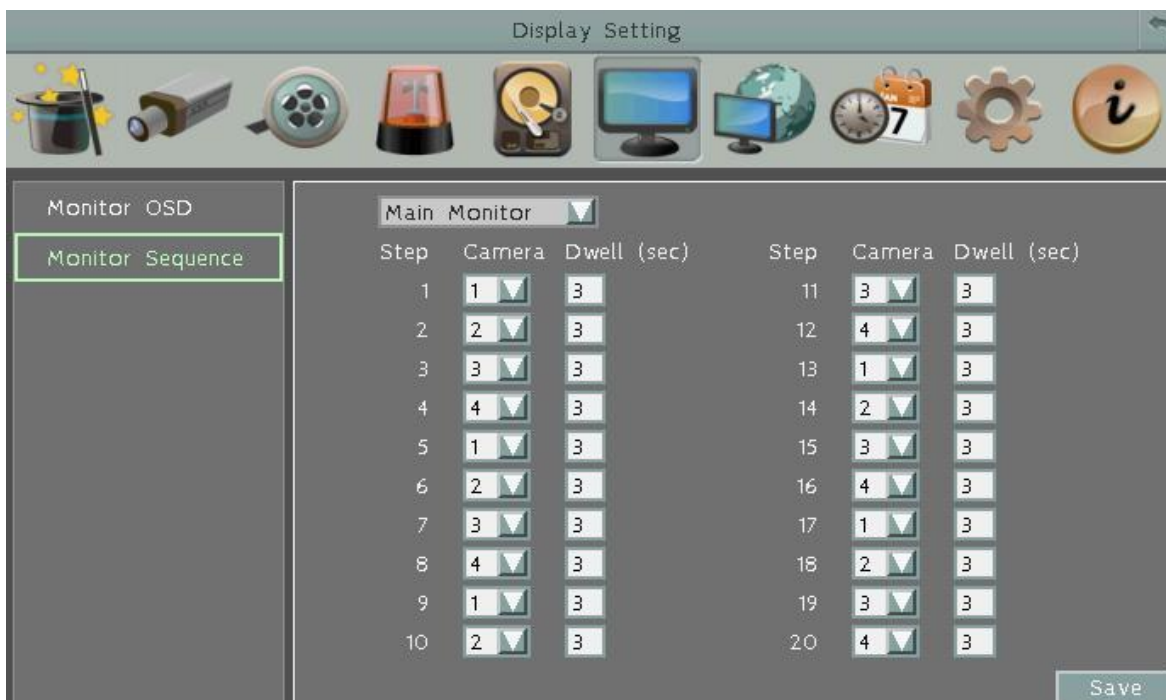 Display Setting
7
i
Monitor OSD
Monitor Sequence
Main Monitor
Step Camera Dwell (sec) Step Camera Dwell (sec)
1 1 3 11 3 3
2 2 3 12 4 3
3 3 3 13 1 3
4 4 3 14 2 3
5 1 3 15 3 3
6 2 3 16 4 3
7 3 3 17 1 3
8 4 3 18 2 3
9 1 3 19 3 3
10 2 3 20 4 3
Save